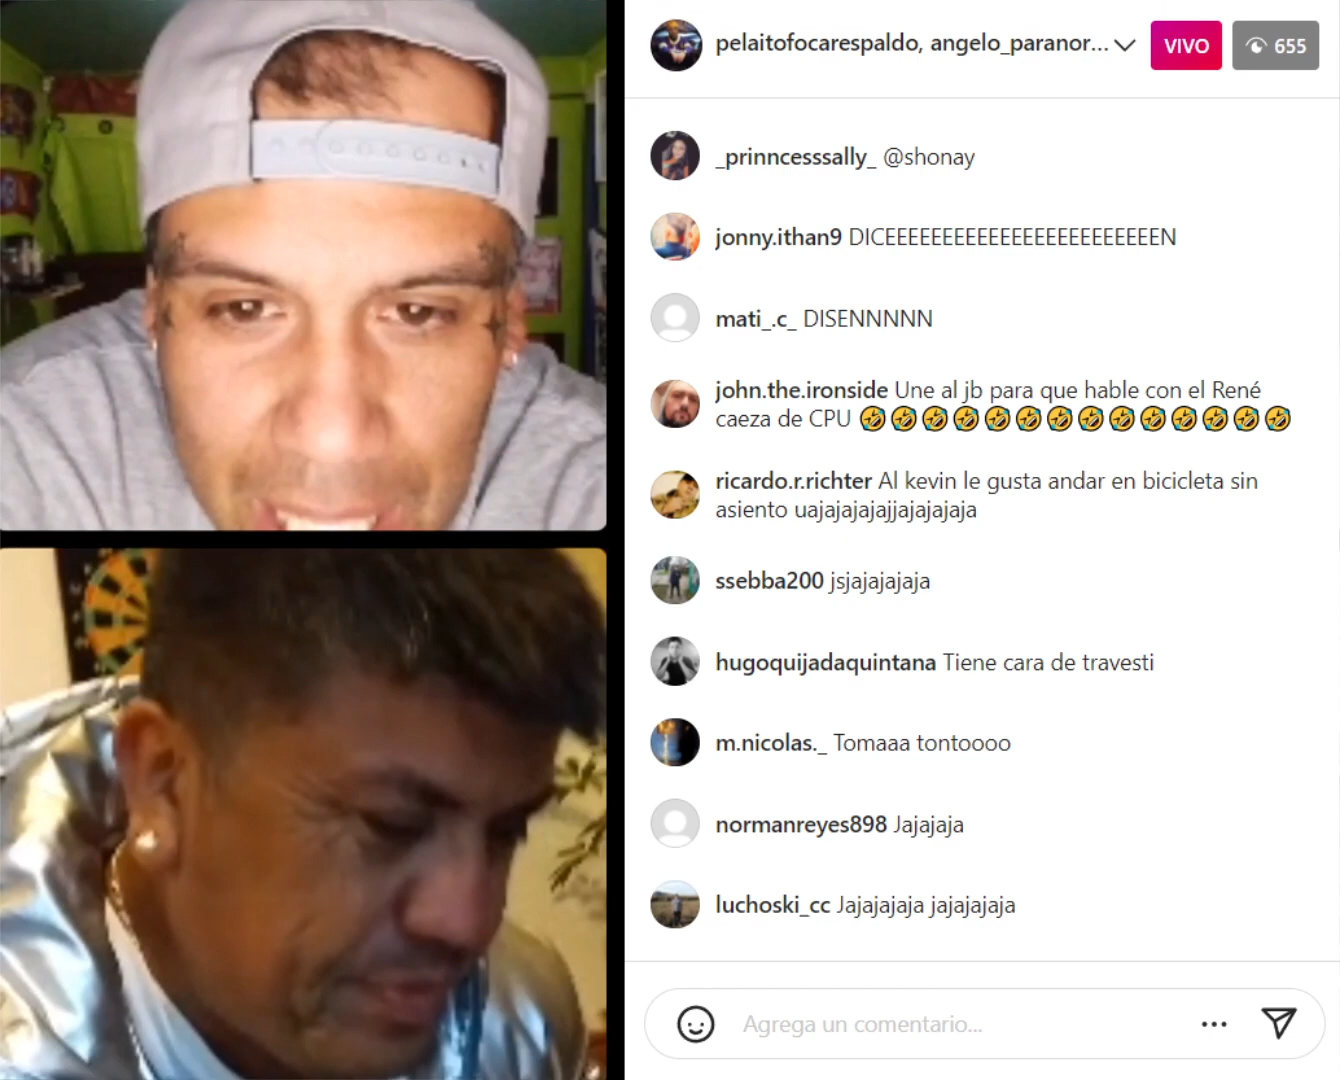 pelaitofocarespaldo, angelo_paranor...
VIVO
655
_prinncesssally_ @shonay
jonny.ithan9 DICEEEEEEEEEEEEEEEEEEEEEEEEN
mati_.c_ DISENNNNN
john.the.ironside Une al jb para que hable con el René
caeza de CPU 🤣🤣🤣🤣🤣🤣🤣🤣🤣🤣🤣🤣🤣🤣
ricardo.r.richter Al kevin le gusta andar en bicicleta sin
asiento uajajajajajjajajajaja
ssebba200 jsjajajajaja
hugoquijadaquintana Tiene cara de travesti
m.nicolas._ Tomaaa tontoooo
normanreyes898 Jajajaja
luchoski_cc Jajajajaja jajajajaja
Agrega un comentario...